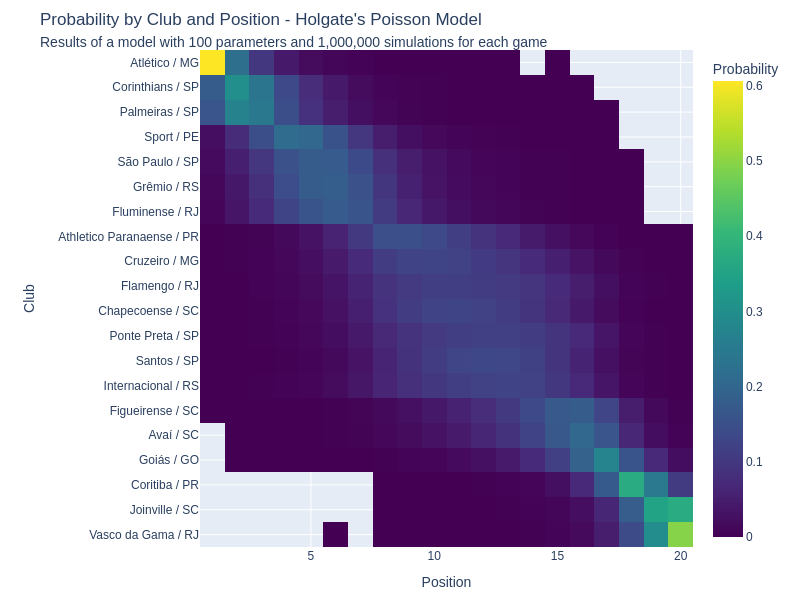 Probability by Club and Position - Holgate's Poisson Model
Results of a model with 100 parameters and 1,000,000 simulations for each game
Probability
Atlético / MG
Corinthians / SP
Palmeiras / SP
Sport / PE
São Paulo / SP
Grêmio / RS
Fluminense / RJ
Athletico Paranaense / PR
Cruzeiro / MG
Flamengo / RJ
Chapecoense / SC
Ponte Preta / SP
Santos / SP
Internacional / RS
Figueirense / SC
Avaí / SC
Goiás / GO
Coritiba / PR
Joinville / SC
Vasco da Gama / RJ
Club
5
10
15
20
Position
0.6
0.5
0.4
0.3
0.2
0.1
0